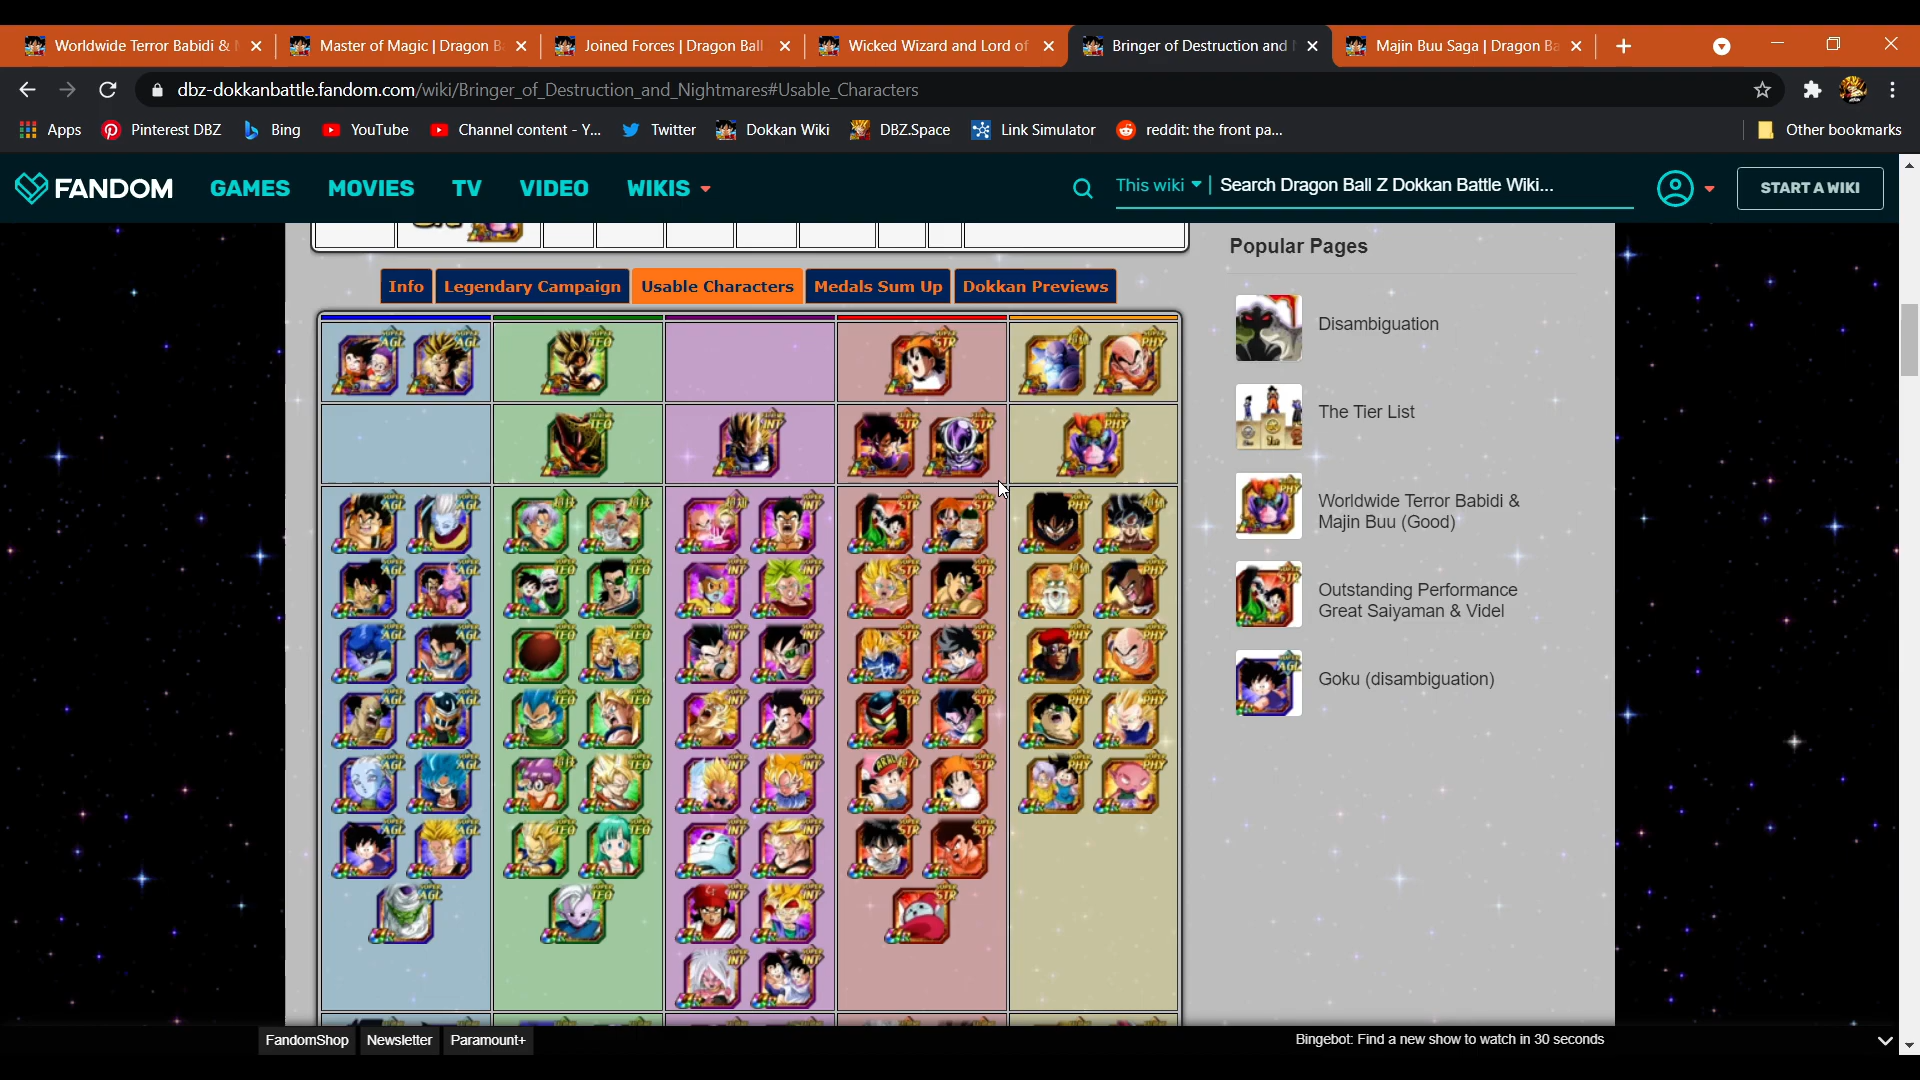 Worldwide Terror Babidi &
Master of Magic | Dragon B
Joined Forces | Dragon Ball
Wicked Wizard and Lord of
Bringer of Destruction and
Majin Buu Saga | Dragon Ba
dbz-dokkanbattle.fandom.com/wiki/Bringer_of_Destruction_and_Nightmares#Usable_Characters
Apps
Pinterest DBZ
Bing
YouTube
Channel content - Y...
Twitter
Dokkan Wiki
DBZ.Space
Link Simulator
reddit: the front pa...
Other bookmarks
FANDOM
GAMES
MOVIES
TV
VIDEO
WIKIS
This wiki
Search Dragon Ball Z Dokkan Battle Wiki...
START A WIKI
Info
Legendary Campaign
Usable Characters
Medals Sum Up
Dokkan Previews
Popular Pages
Disambiguation
The Tier List
Worldwide Terror Babidi &
Majin Buu (Good)
Outstanding Performance
Great Saiyaman & Videl
Goku (disambiguation)
FandomShop
Newsletter
Paramount+
Bingebot: Find a new show to watch in 30 seconds